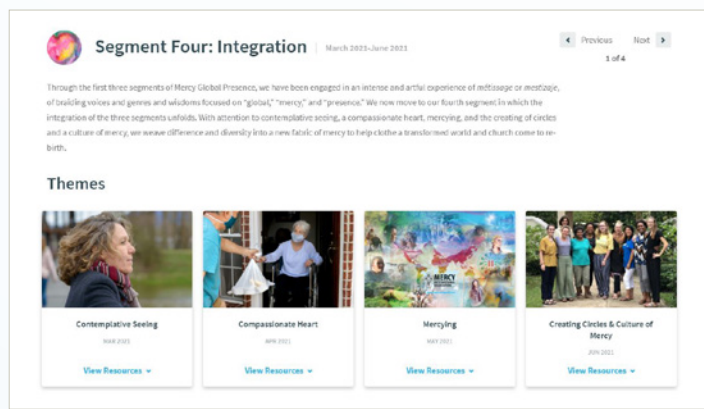 Segment Four: Integration | March 2021-June 2021
Previous Next
1 of 4
Through the first three segments of Mercy Global Presence, we have been engaged in an intense and artful experience of métissage or mestizaje,
of braiding voices and genres and wisdoms focused on "global," "mercy," and "presence." We now move to our fourth segment in which the
integration of the three segments unfolds. With attention to contemplative seeing, a compassionate heart, mercying, and the creating of circles
and a culture of mercy, we weave difference and diversity into a new fabric of mercy to help clothe a transformed world and church come to re-
birth.
Themes
MERCY
Contemplative Seeing
MAR 2021
View Resources
Compassionate Heart
APR 2021
View Resources
Mercying
MAY 2021
View Resources
Creating Circles & Culture of
Mercy
JUN 2021
View Resources